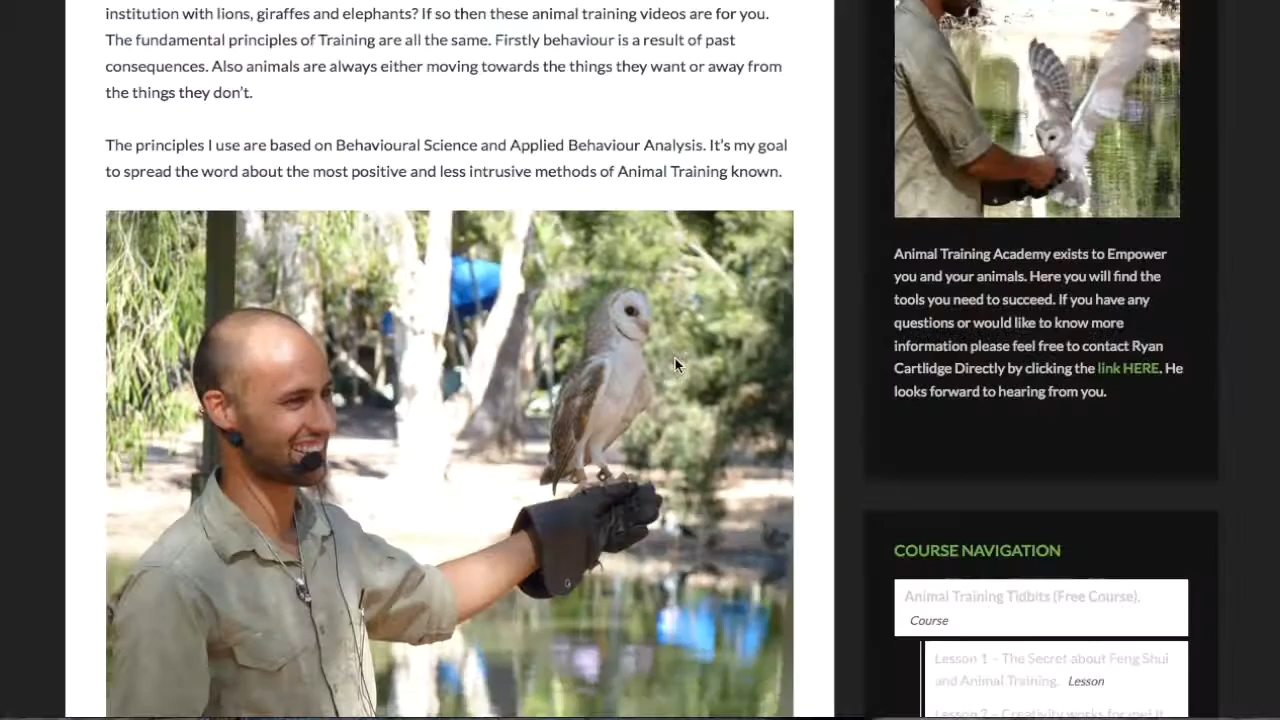 institution with lions, giraffes and elephants? If so then these animal training videos are for you.
The fundamental principles of Training are all the same. Firstly behaviour is a result of past
consequences. Also animals are always either moving towards the things they want or away from
the things they don't.
The principles I use are based on Behavioural Science and Applied Behaviour Analysis. It's my goal
to spread the word about the most positive and less intrusive methods of Animal Training known.
Animal Training Academy exists to Empower
you and your animals. Here you will find the
tools you need to succeed. If you have any
questions or would like to know more
information please feel free to contact Ryan
Cartlidge Directly by clicking the link HERE. He
looks forward to hearing from you.
COURSE NAVIGATION
Animal Training Tidbits (Free Course).
Course
Lesson 1 - The Secret about Feng Shui
and Animal Training. Lesson
Lesson 2 - Creativity works for me! It